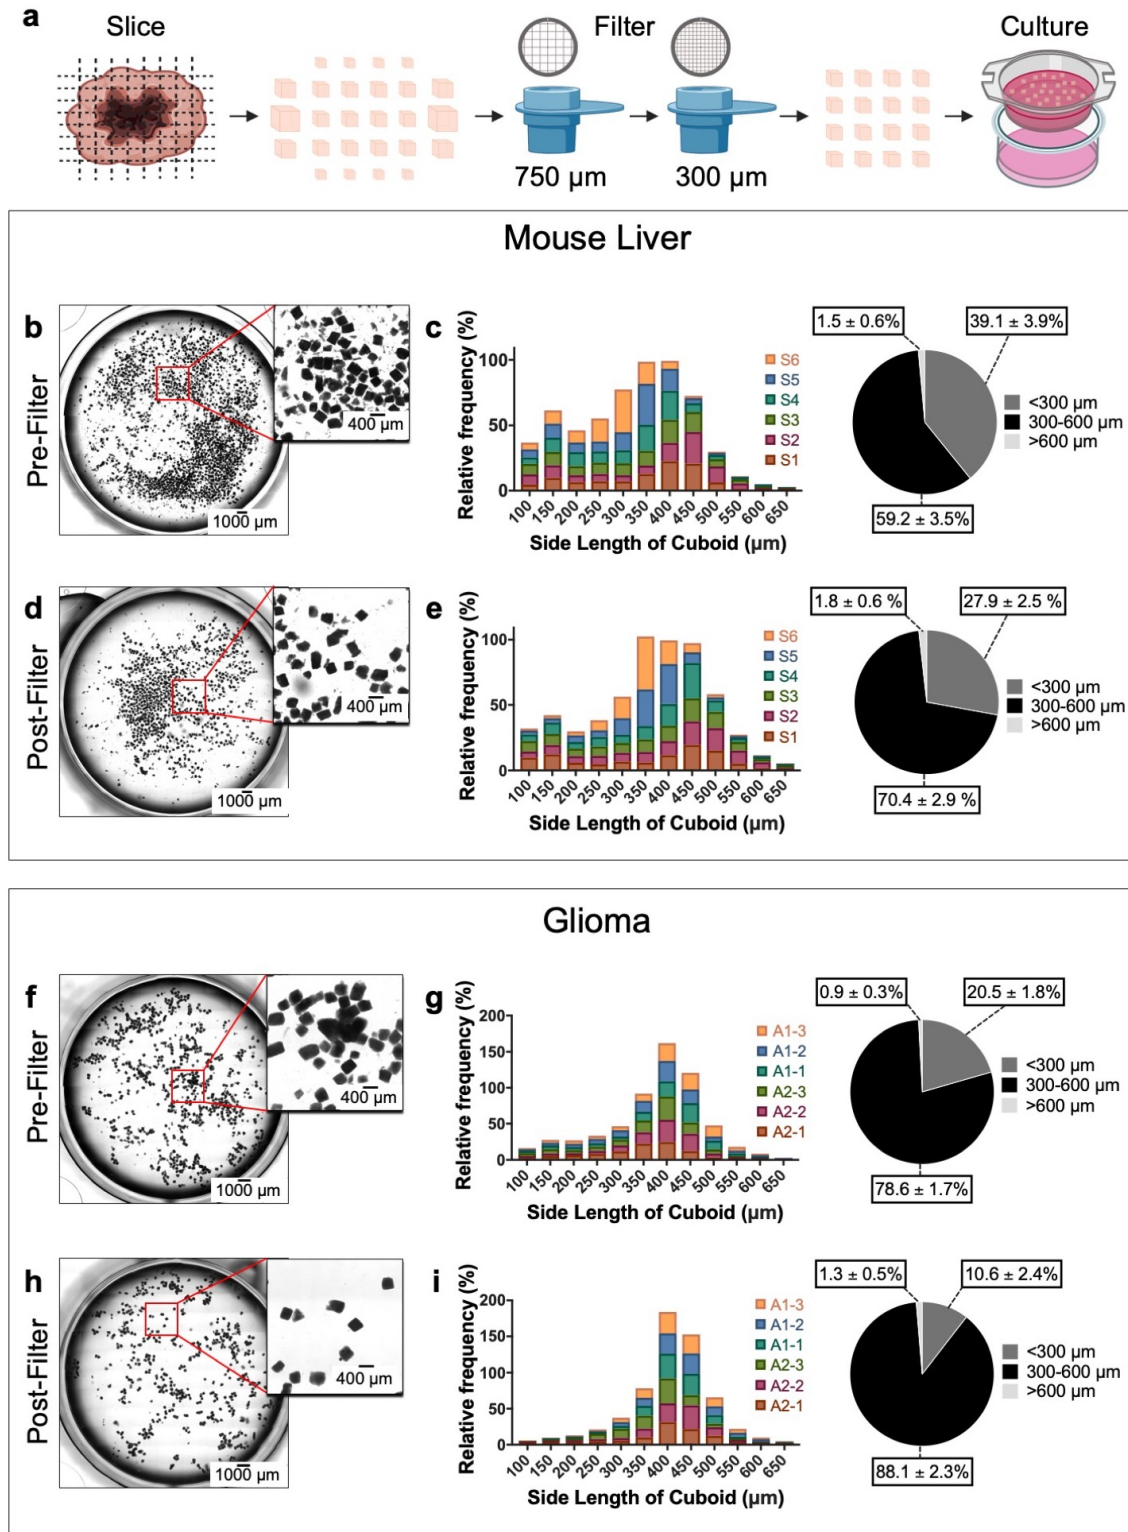 a
Slice
Filter
Culture
750 µm
300 µm
Mouse Liver
b
Pre-Filter
400 µm
1000 µm
c
Relative frequency (%)
100
50
0
S6
S5
S4
S3
S2
S1
100 150 200 250 300 350 400 450 500 550 600 650
Side Length of Cuboid (µm)
1.5 ± 0.6%
39.1 ± 3.9%
<300 µm
300-600 µm
>600 µm
59.2 ± 3.5%
d
Post-Filter
400 µm
1000 µm
e
Relative frequency (%)
100
50
0
S6
S5
S4
S3
S2
S1
100 150 200 250 300 350 400 450 500 550 600 650
Side Length of Cuboid (µm)
1.8 ± 0.6 %
27.9 ± 2.5 %
<300 µm
300-600 µm
>600 µm
70.4 ± 2.9 %
Glioma
f
Pre-Filter
400 µm
1000 µm
g
Relative frequency (%)
200
150
100
50
0
A1-3
A1-2
A1-1
A2-3
A2-2
A2-1
100 150 200 250 300 350 400 450 500 550 600 650
Side Length of Cuboid (µm)
0.9 ± 0.3%
20.5 ± 1.8%
<300 µm
300-600 µm
>600 µm
78.6 ± 1.7%
h
Post-Filter
400 µm
1000 µm
i
Relative frequency (%)
200
150
100
50
0
A1-3
A1-2
A1-1
A2-3
A2-2
A2-1
100 150 200 250 300 350 400 450 500 550 600 650
Side Length of Cuboid (µm)
1.3 ± 0.5%
10.6 ± 2.4%
<300 µm
300-600 µm
>600 µm
88.1 ± 2.3%